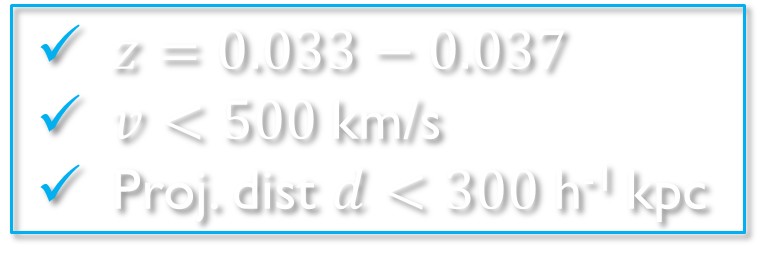 ✓ z = 0.033 − 0.037
✓ v < 500 km/s
✓ Proj. dist d < 300 h⁻¹ kpc